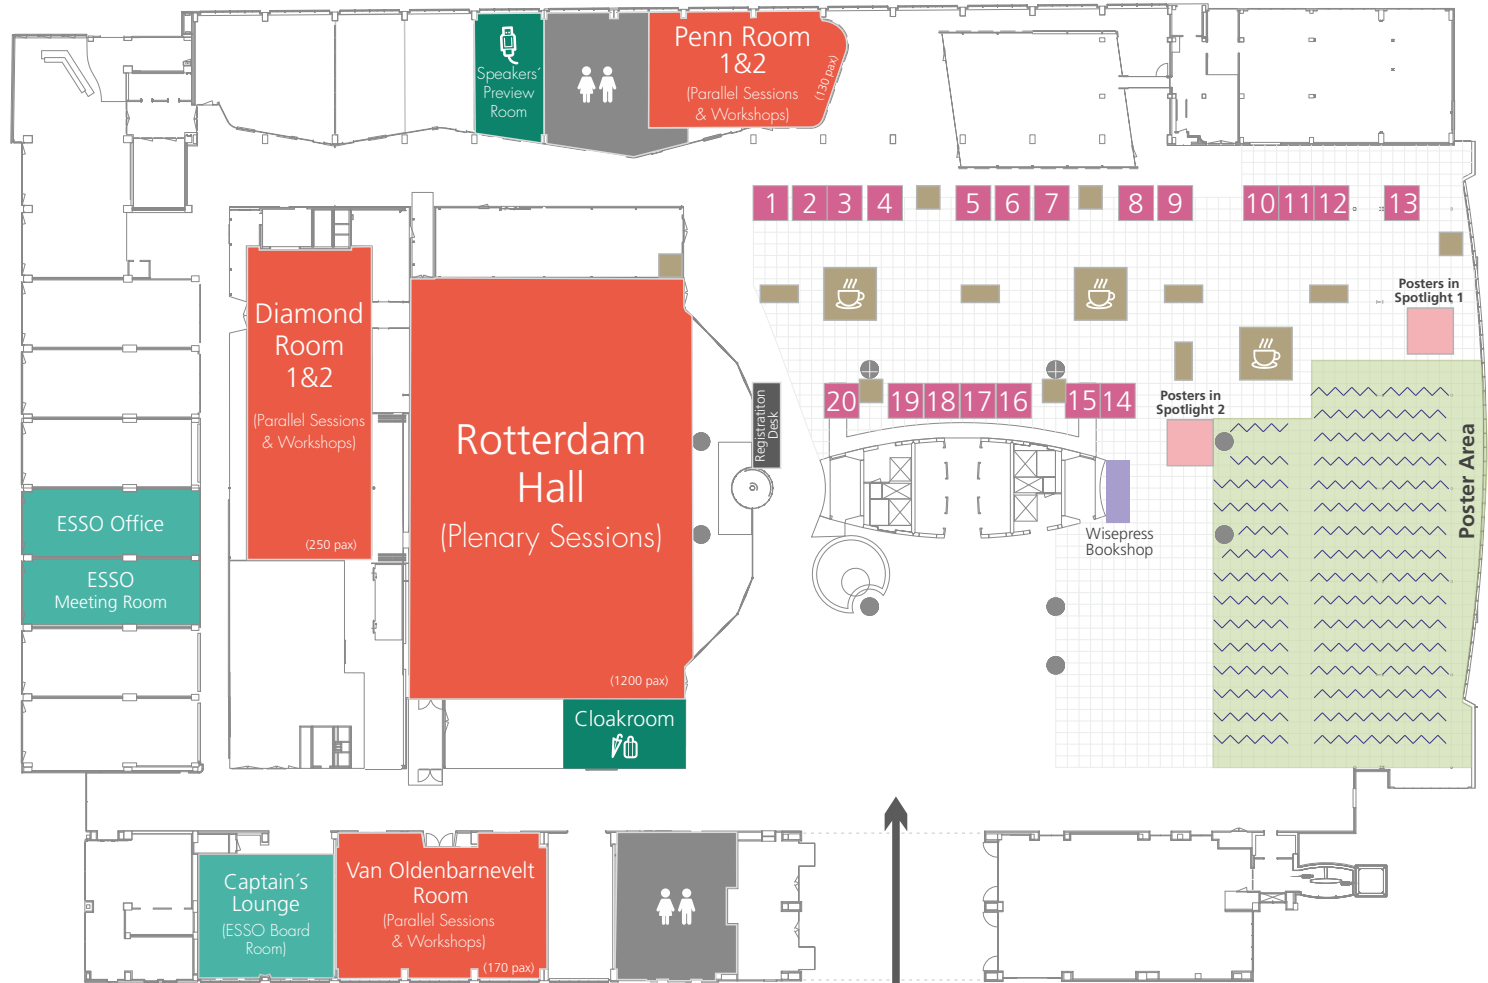 Speakers´
Preview
Room
Penn Room
1&2
(Parallel Sessions
& Workshops)
(130 pax)
1
2
3
4
5
6
7
8
9
10
11
12
13
Diamond
Room
1&2
(Parallel Sessions
& Workshops)
(250 pax)
Rotterdam
Hall
(Plenary Sessions)
(1200 pax)
Registratiton
Desk
Posters in
Spotlight 1
20
19
18
17
16
15
14
Posters in
Spotlight 2
Poster Area
Wisepress
Bookshop
ESSO Office
ESSO
Meeting Room
Cloakroom
Captain´s
Lounge
(ESSO Board
Room)
Van Oldenbarnevelt
Room
(Parallel Sessions
& Workshops)
(170 pax)